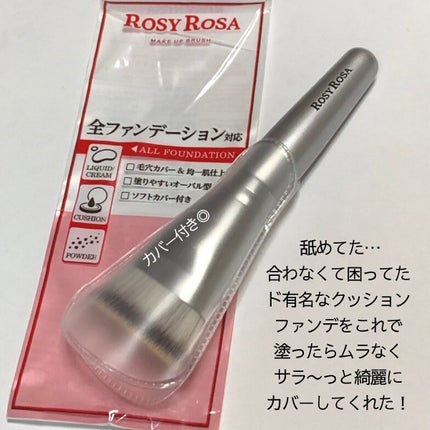 ROSY ROSA
MAKE UP BRUSH
全ファンデーション対応
ALL FOUNDATION
LIQUID
CREAM
CUSHION
POWDER
毛穴カバー & 均一肌仕上
塗りやすいオーバル型
ソフトカバー付き
ROSY ROSA
カバー付き◎
舐めてた…
合わなくて困ってた
ド有名なクッション
ファンデをこれで
塗ったらムラなく
サラ〜っと綺麗に
カバーしてくれた！